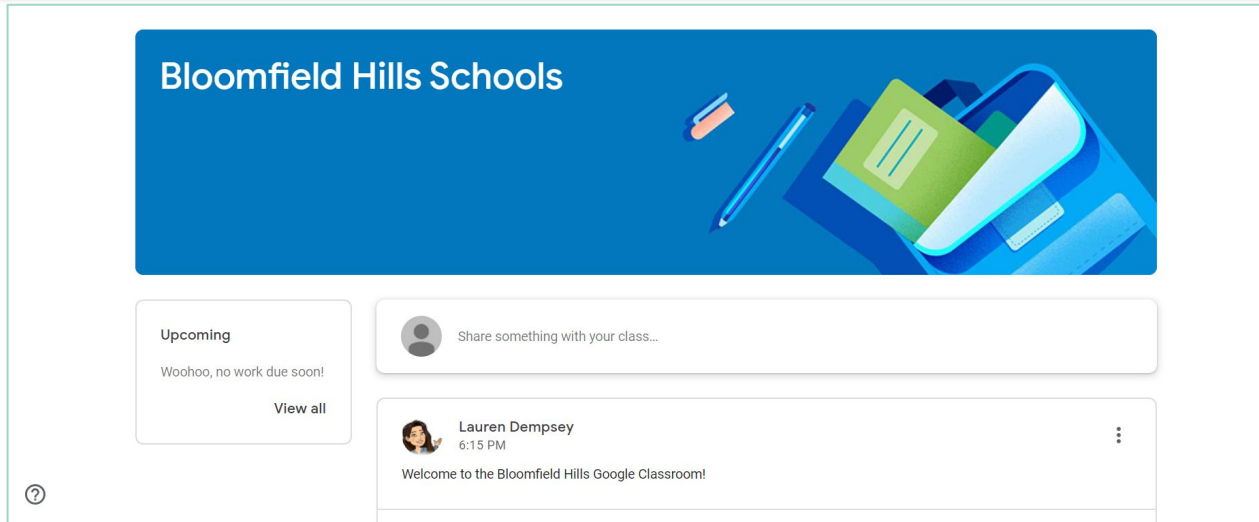 Bloomfield Hills Schools
Upcoming
Woohoo, no work due soon!
View all
Share something with your class...
Lauren Dempsey
6:15 PM
Welcome to the Bloomfield Hills Google Classroom!